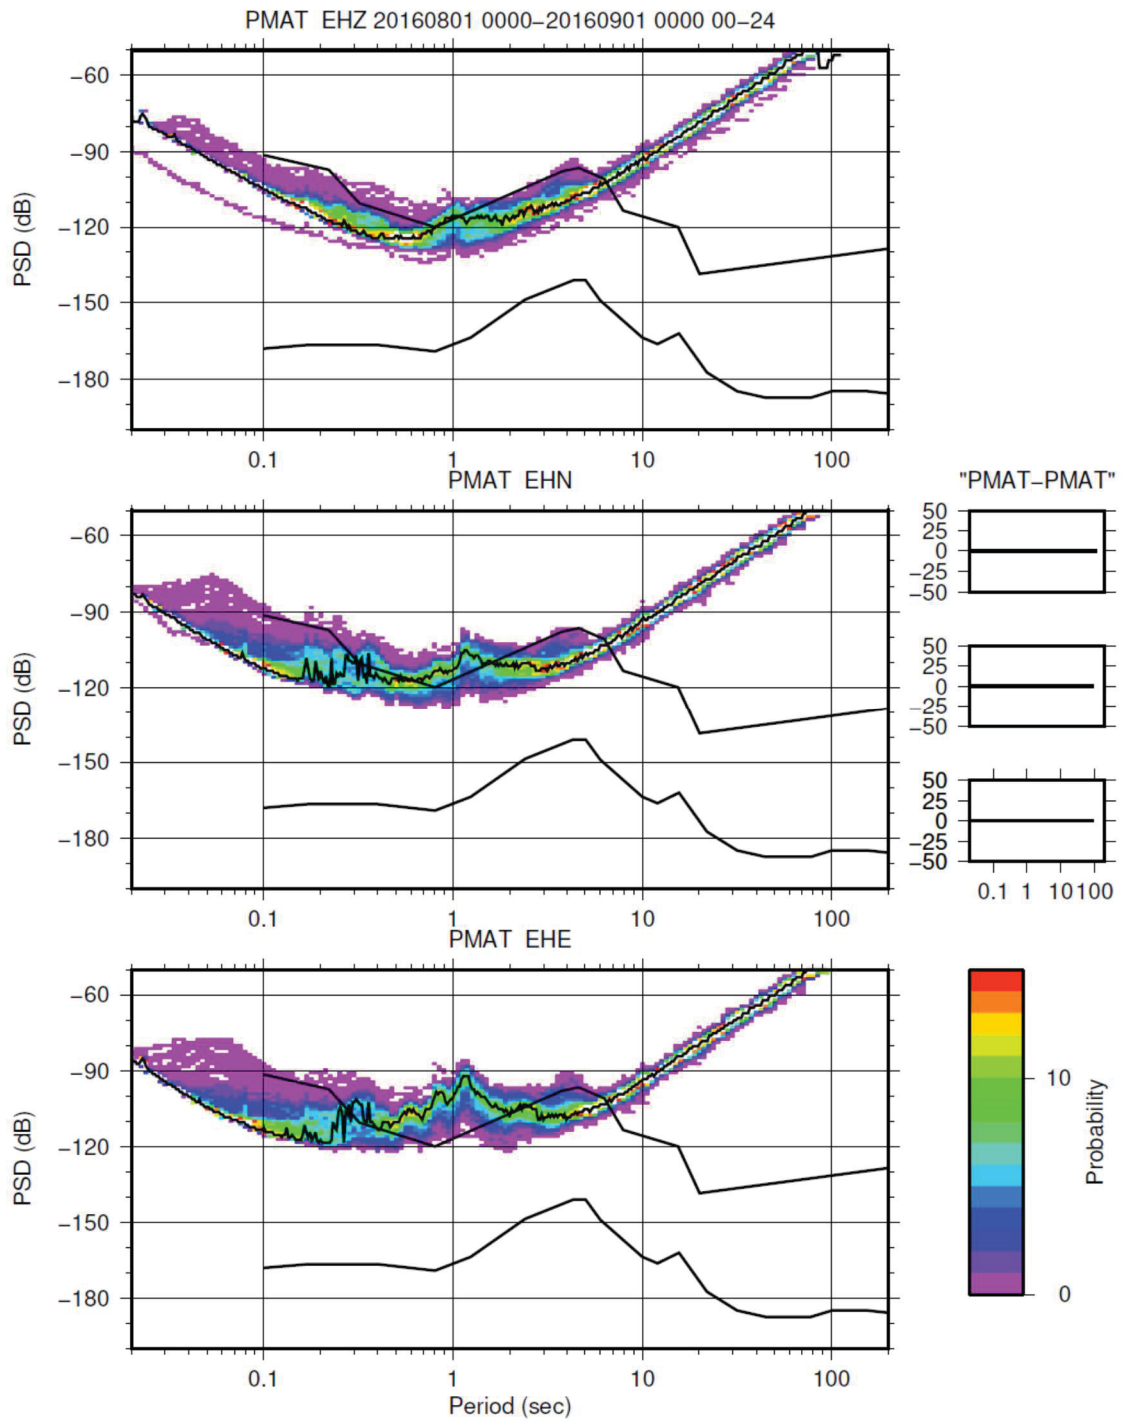 PMAT EHZ 20160801 0000−20160901 0000 00−24
−60
−90
−120
−150
−180
PSD (dB)
0.1 1 10 100
PMAT EHN
−60
−90
−120
−150
−180
PSD (dB)
0.1 1 10 100
"PMAT−PMAT"
50
25
0
−25
−50
50
25
0
−25
−50
50
25
0
−25
−50
0.1 1 10 100
PMAT EHE
−60
−90
−120
−150
−180
PSD (dB)
0.1 1 10 100
Period (sec)
10
0
Probability